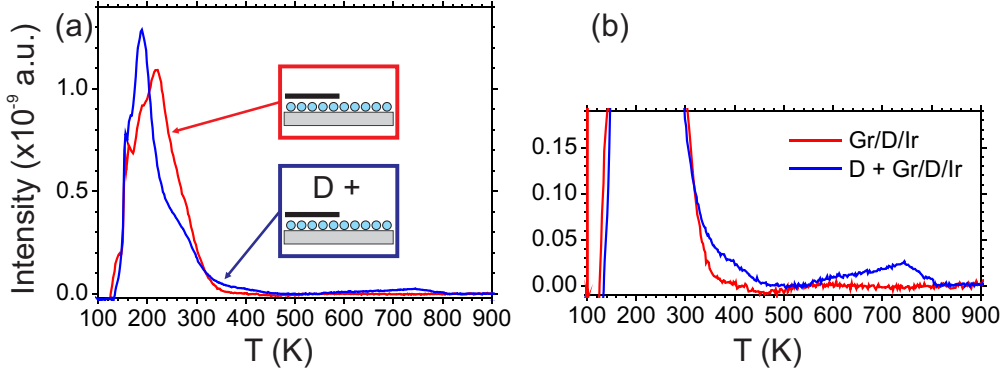 (a)
Intensity (x10⁻⁹ a.u.)
1.0
0.5
0.0
D +
100 200 300 400 500 600 700 800 900
T (K)
(b)
0.15
0.10
0.05
0.00
Gr/D/Ir
D + Gr/D/Ir
100 200 300 400 500 600 700 800 900
T (K)